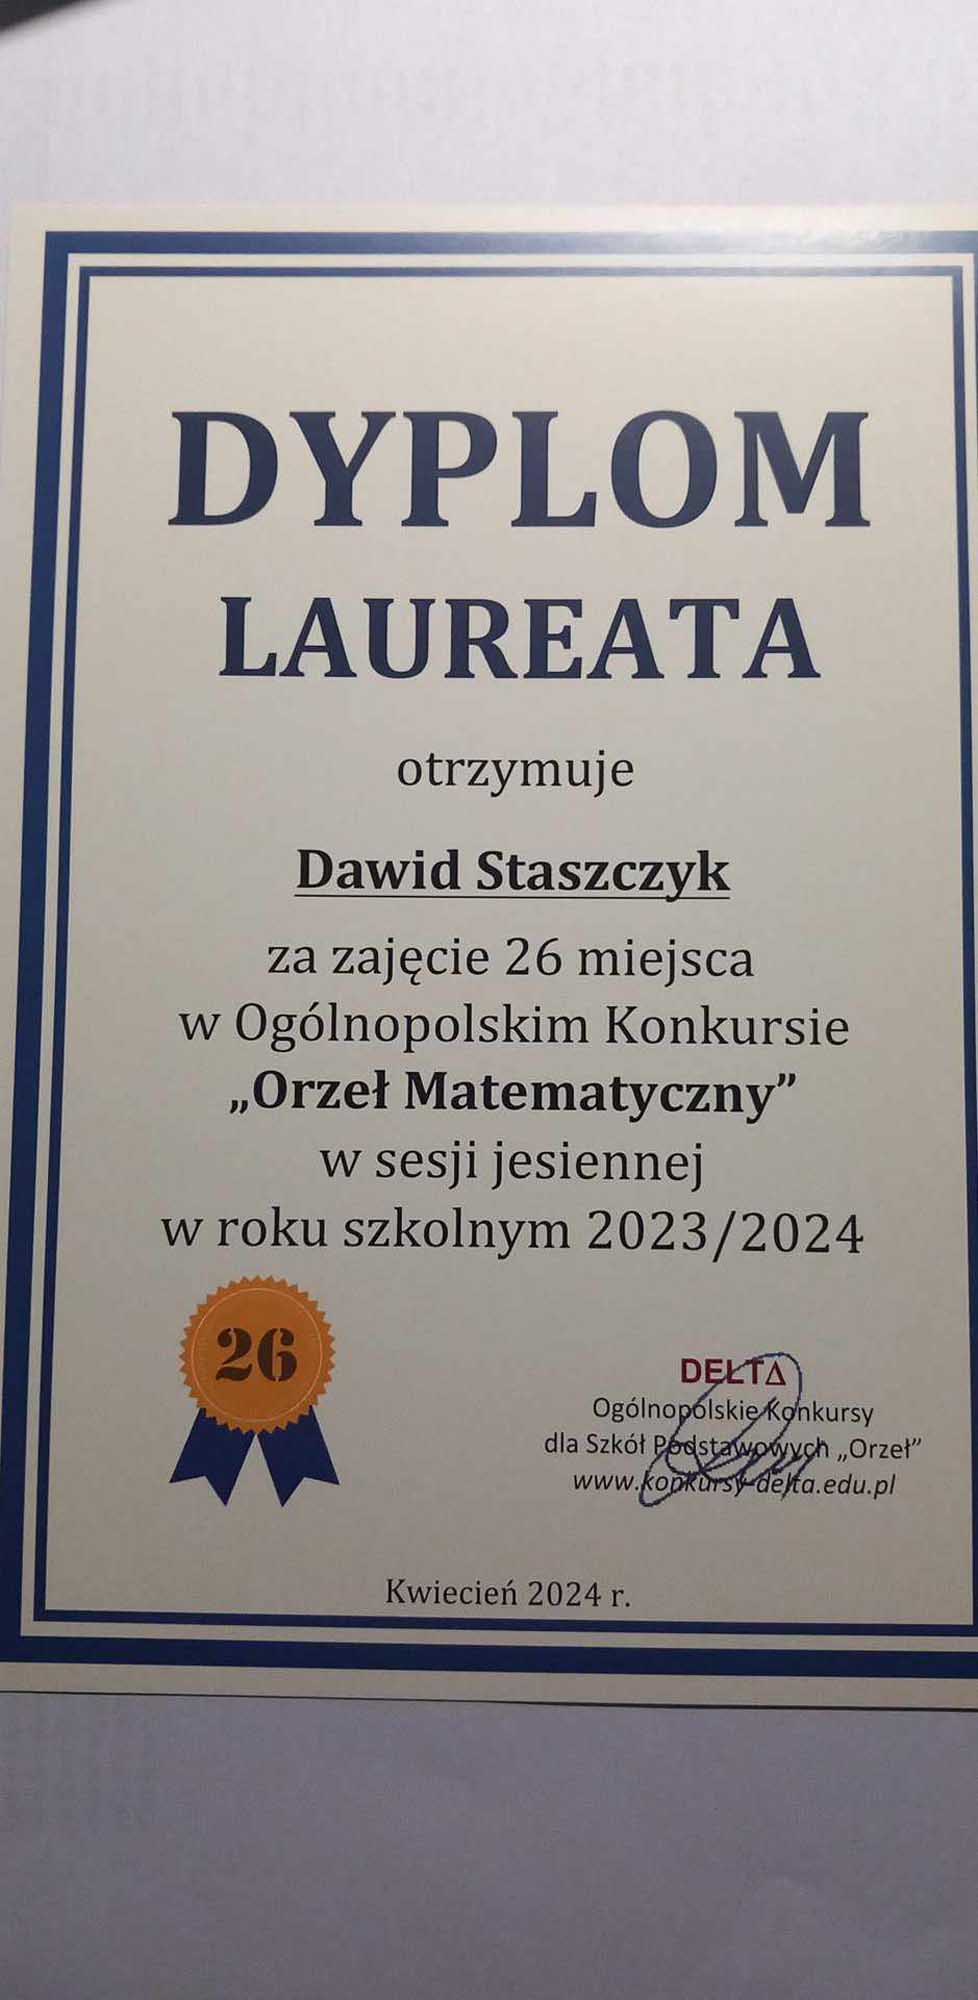 DYPLOM
LAUREATA
otrzymuje
Dawid Staszczyk
za zajęcie 26 miejsca
w Ogólnopolskim Konkursie
„Orzeł Matematyczny”
w sesji jesiennej
w roku szkolnym 2023/2024
26
DELTA
Ogólnopolskie Konkursy
dla Szkół Podstawowych „Orzeł”
www.konkursy-delta.edu.pl
Kwiecień 2024 r.